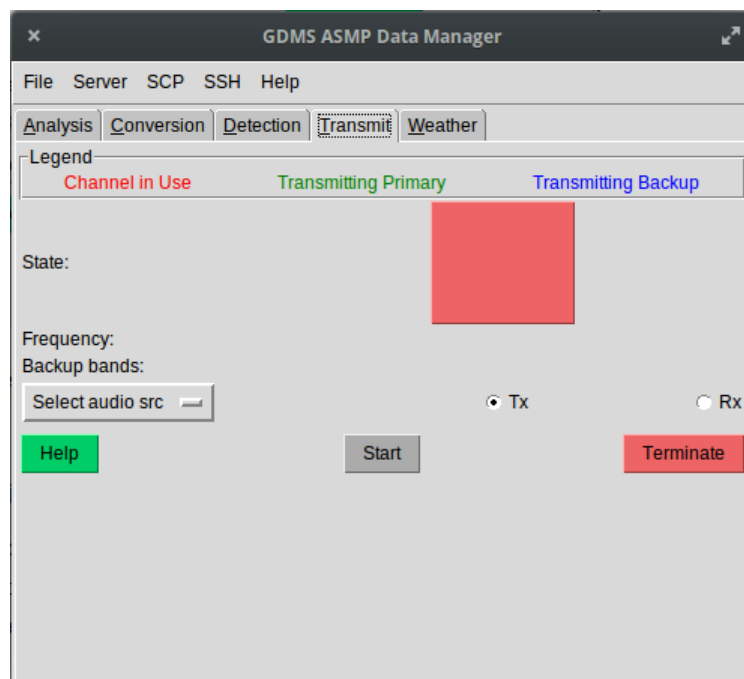 GDMS ASMP Data Manager
File Server SCP SSH Help
Analysis Conversion Detection Transmit Weather
Legend
Channel in Use Transmitting Primary Transmitting Backup
State:
Frequency:
Backup bands:
Select audio src Tx Rx
Help Start Terminate